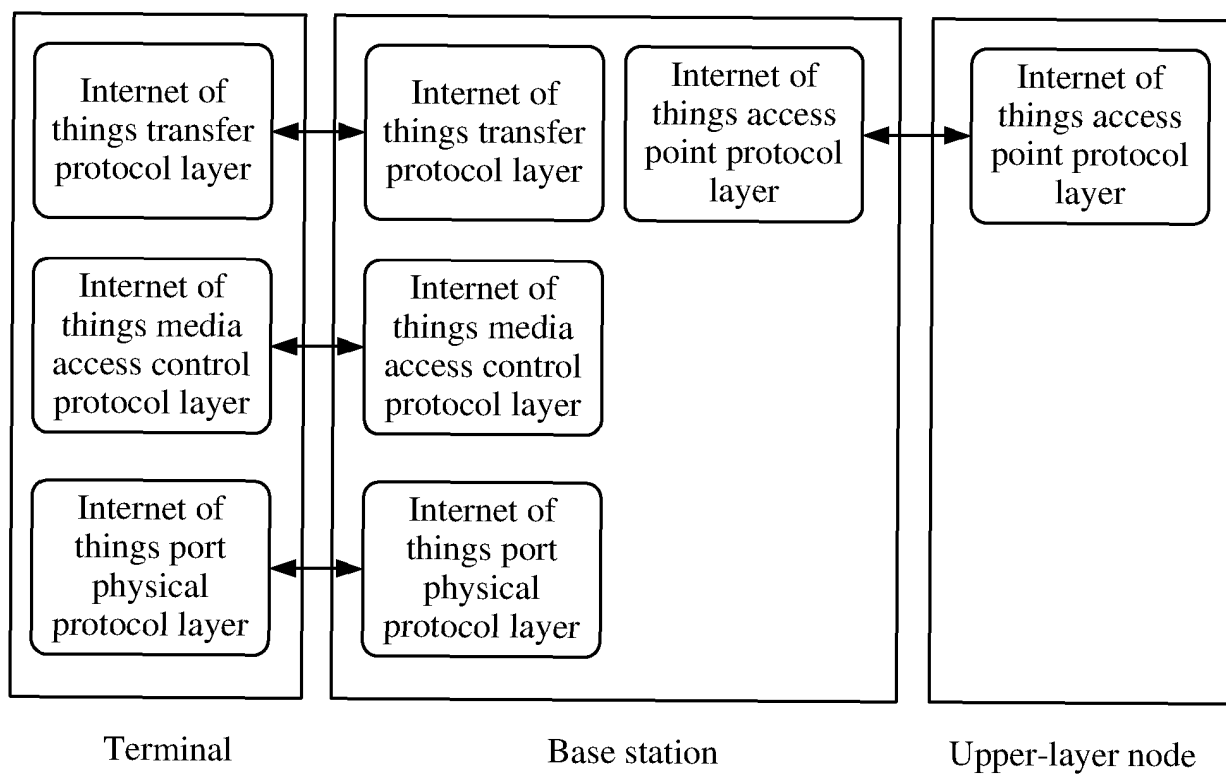 Internet of
things transfer
protocol layer
Internet of
things transfer
protocol layer
Internet of
things access
point protocol
layer
Internet of
things access
point protocol
layer
Internet of
things media
access control
protocol layer
Internet of
things media
access control
protocol layer
Internet of
things port
physical
protocol layer
Internet of
things port
physical
protocol layer
Terminal
Base station
Upper-layer node